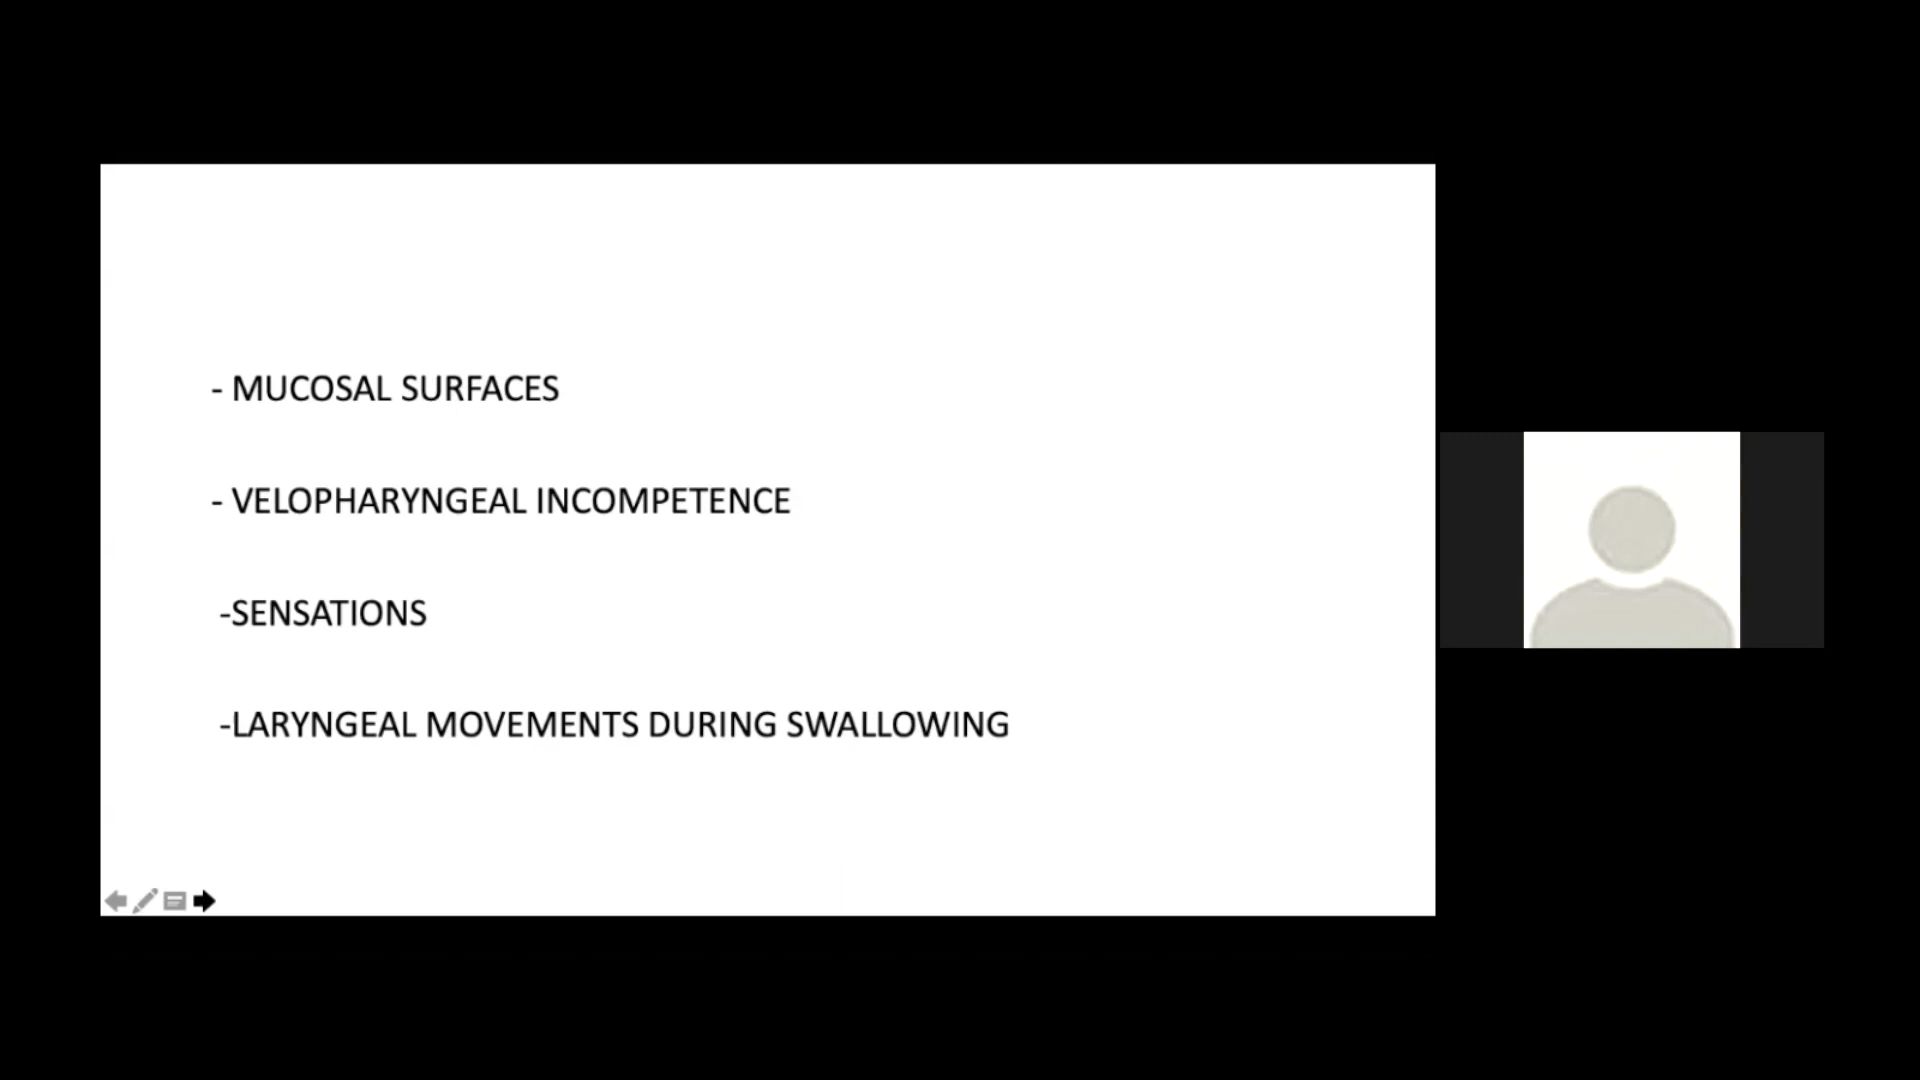 - MUCOSAL SURFACES
- VELOPHARYNGEAL INCOMPETENCE
-SENSATIONS
-LARYNGEAL MOVEMENTS DURING SWALLOWING